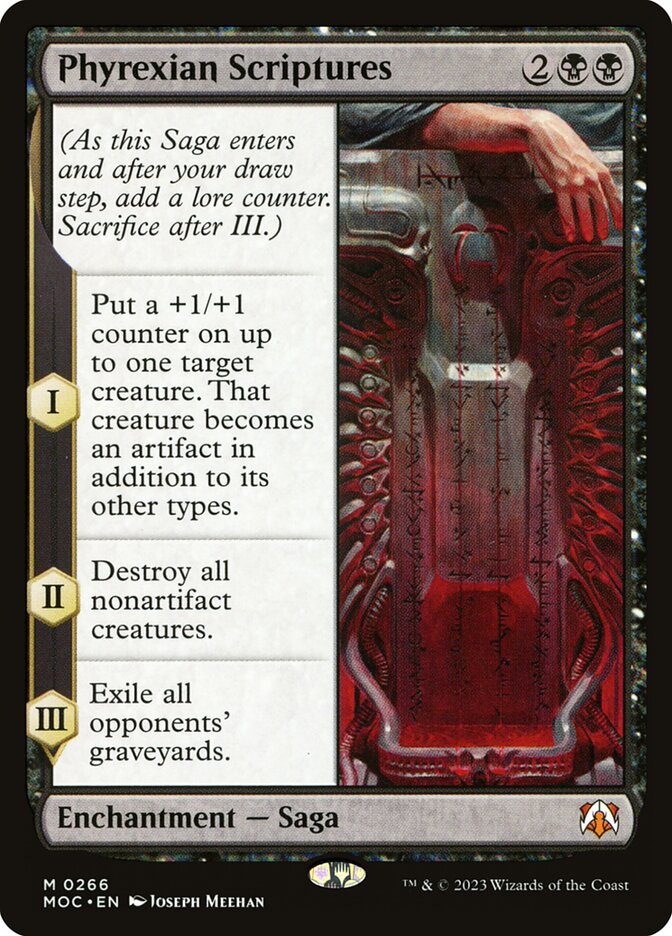 Phyrexian Scriptures 2
(As this Saga enters
and after your draw
step, add a lore counter.
Sacrifice after III.)
I
Put a +1/+1
counter on up
to one target
creature. That
creature becomes
an artifact in
addition to its
other types.
II
Destroy all
nonartifact
creatures.
III
Exile all
opponents'
graveyards.
Enchantment — Saga
M 0266
MOC • EN Joseph Meehan
™ & © 2023 Wizards of the Coast